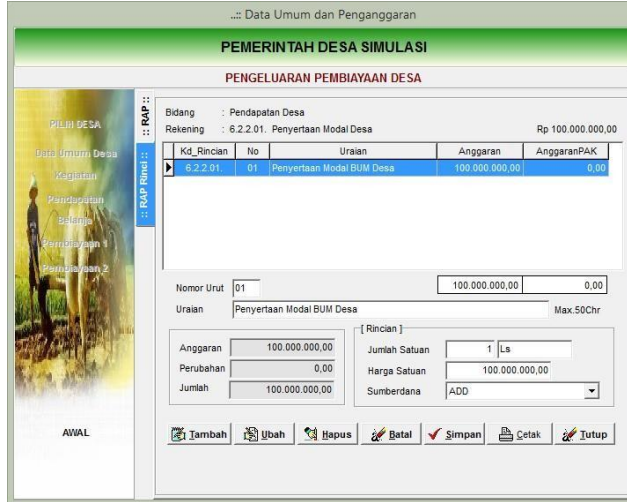 ..:: Data Umum dan Penganggaran
PEMERINTAH DESA SIMULASI
PENGELUARAN PEMBIAYAAN DESA
PILIH DESA
Data Umum Desa
Kegiatan
Pendapatan
Belanja
Pembiayaan 1
Pembiayaan 2
AWAL
:: RAP ::
:: RAP Rinci ::
Bidang : Pendapatan Desa
Rekening : 6.2.2.01. Penyertaan Modal Desa Rp 100.000.000,00
Kd_Rincian No Uraian Anggaran AnggaranPAK
6.2.2.01. 01 Penyertaan Modal BUM Desa 100.000.000,00 0,00
Nomor Urut 01 100.000.000,00 0,00
Uraian Penyertaan Modal BUM Desa Max.50Chr
[ Rincian ]
Anggaran 100.000.000,00
Perubahan 0,00
Jumlah 100.000.000,00
Jumlah Satuan 1 Ls
Harga Satuan 100.000.000,00
Sumberdana ADD
Tambah Ubah Hapus Batal Simpan Cetak Tutup